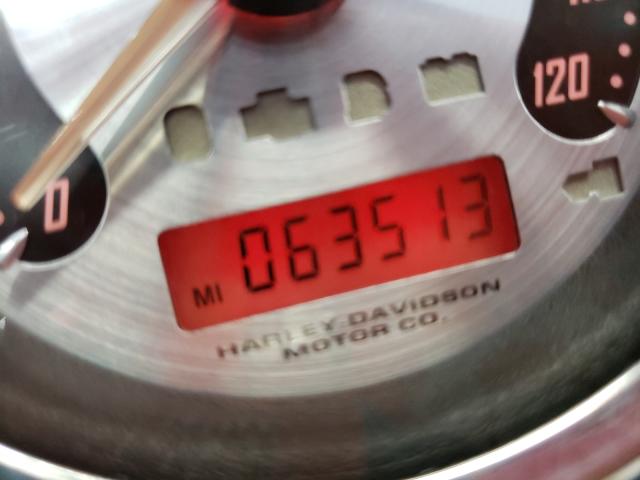 120
0
MI 063513
HARLEY-DAVIDSON
MOTOR CO.